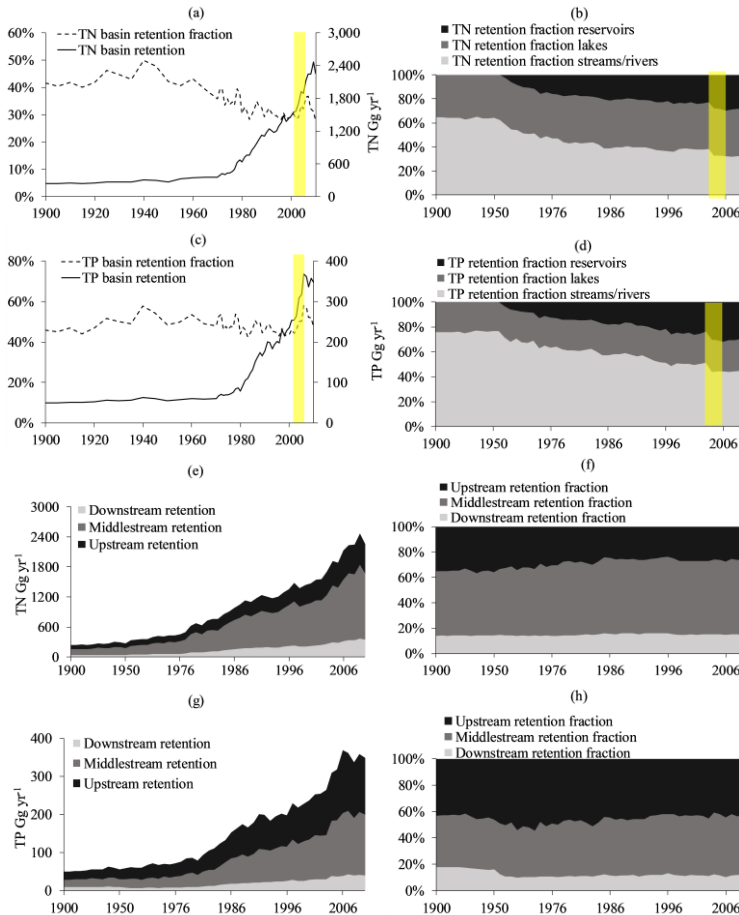 (a)
TN basin retention fraction
TN basin retention
60%
50%
40%
30%
20%
10%
0%
3,000
2,400
1,800
1,200
600
0
TN Gg yr-1
1900 1920 1940 1960 1980 2000
(b)
TN retention fraction reservoirs
TN retention fraction lakes
TN retention fraction streams/rivers
100%
80%
60%
40%
20%
0%
1900 1950 1976 1986 1996 2006
(c)
TP basin retention fraction
TP basin retention
80%
60%
40%
20%
0%
400
300
200
100
0
TP Gg yr-1
1900 1920 1940 1960 1980 2000
(d)
TP retention fraction reservoirs
TP retention fraction lakes
TP retention fraction streams/rivers
100%
80%
60%
40%
20%
0%
1900 1950 1976 1986 1996 2006
(e)
Downstream retention
Middlestream retention
Upstream retention
TN Gg yr-1
3000
2400
1800
1200
600
0
1900 1950 1976 1986 1996 2006
(f)
Upstream retention fraction
Middlestream retention fraction
Downstream retention fraction
100%
80%
60%
40%
20%
0%
1900 1950 1976 1986 1996 2006
(g)
Downstream retention
Middlestream retention
Upstream retention
TP Gg yr-1
400
300
200
100
0
1900 1950 1976 1986 1996 2006
(h)
Upstream retention fraction
Middlestream retention fraction
Downstream retention fraction
100%
80%
60%
40%
20%
0%
1900 1950 1976 1986 1996 2006